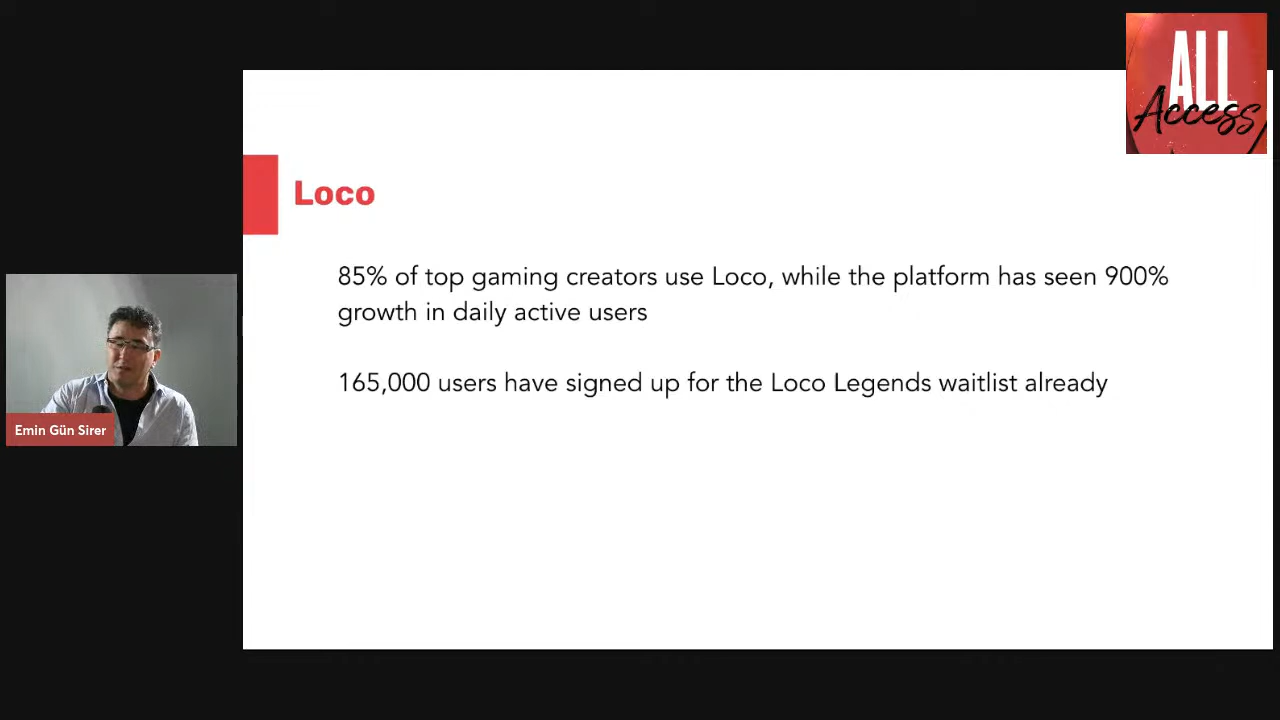 ALL
Access
Loco
85% of top gaming creators use Loco, while the platform has seen 900%
growth in daily active users
165,000 users have signed up for the Loco Legends waitlist already
Emin Gün Sirer